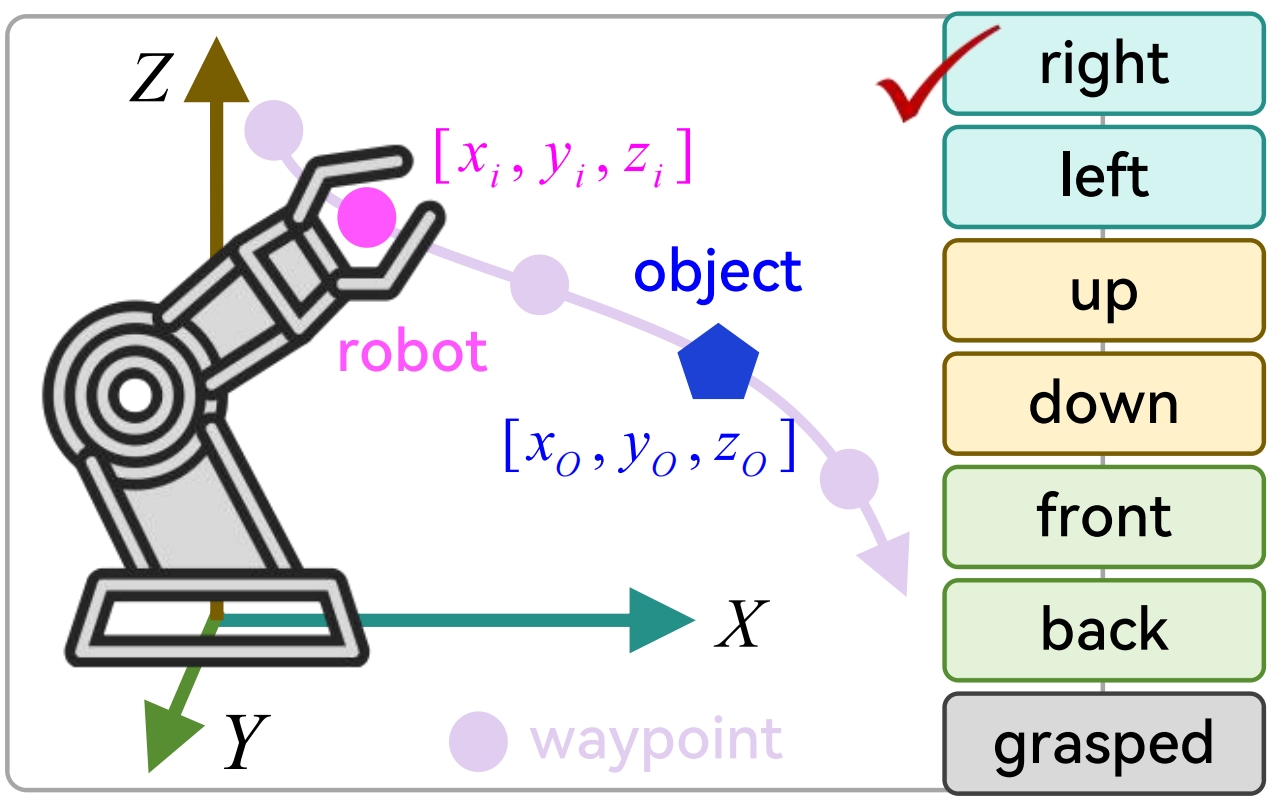 Z
[x_i, y_i, z_i]
object
robot
[x_O, y_O, z_O]
X
Y
waypoint
right
left
up
down
front
back
grasped